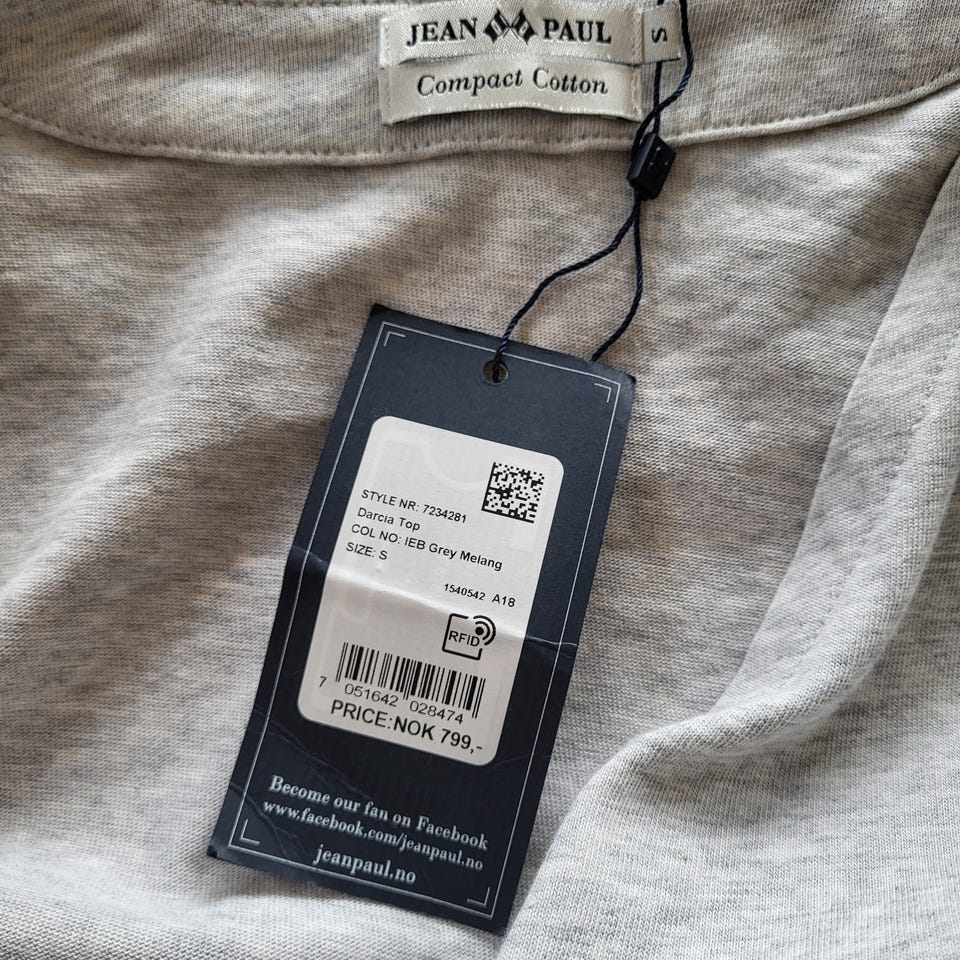 JEAN PAUL
S
Compact Cotton
STYLE NR: 7234281
Darcia Top
COL NO: IEB Grey Melang
SIZE: S
1540542 A18
RFID
7 051642 028474
PRICE:NOK 799,-
Become our fan on Facebook
www.facebook.com/jeanpaul.no
jeanpaul.no